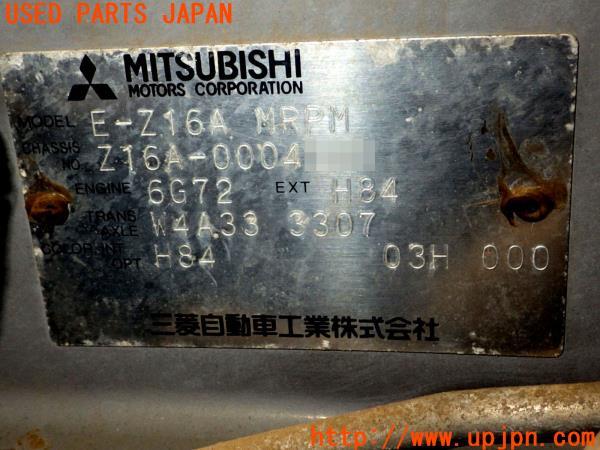 USED PARTS JAPAN
MITSUBISHI
MOTORS CORPORATION
MODEL E-Z16A MRPM
CHASSIS NO. Z16A-0004
ENGINE 6G72 EXT H84
TRANS AXLE W4A33 3307
COLOR INT OPT H84 03H 000
三菱自動車工業株式会社
http://www.upjpn.com/